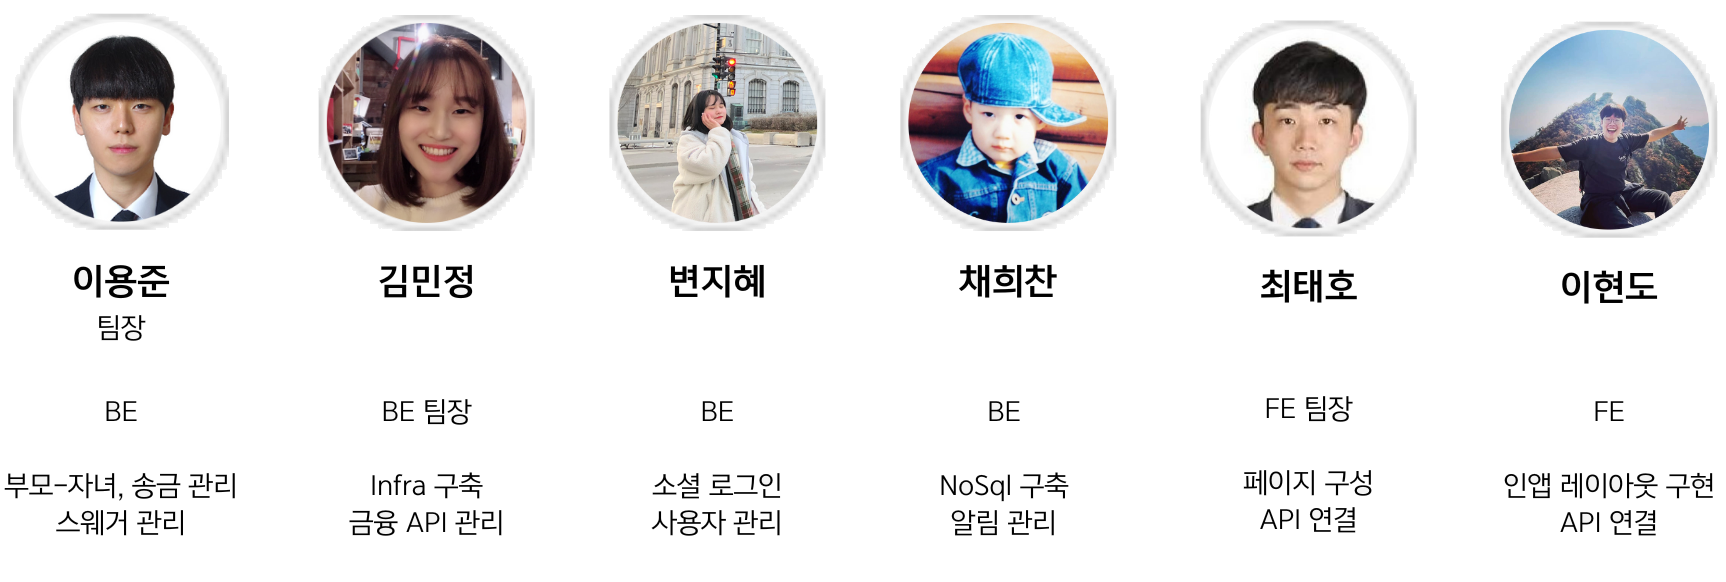 이용준
팀장
BE
부모-자녀, 송금 관리
스웨거 관리
김민정
BE 팀장
Infra 구축
금융 API 관리
변지혜
BE
소셜 로그인
사용자 관리
채희찬
BE
NoSql 구축
알림 관리
최태호
FE 팀장
페이지 구성
API 연결
이현도
FE
인앱 레이아웃 구현
API 연결